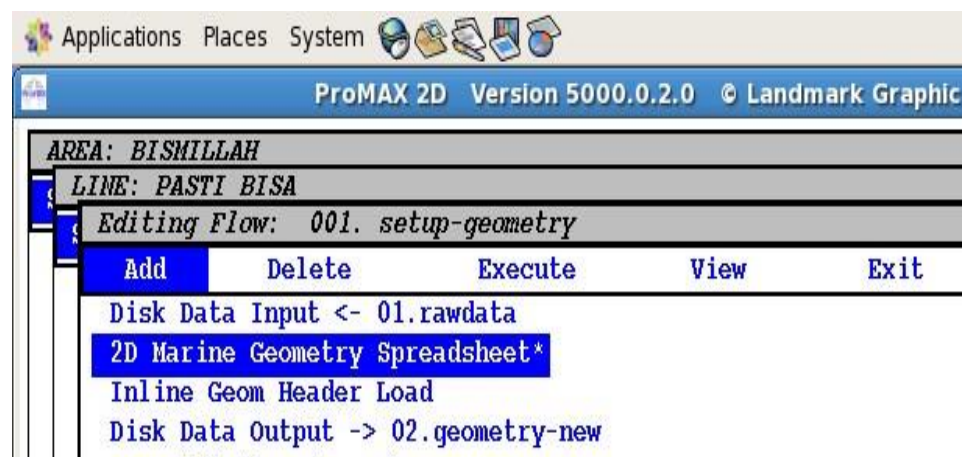 Applications Places System
ProMAX 2D Version 5000.0.2.0 © Landmark Graphic
AREA: BISMILLAH
LINE: PASTI BISA
Editing Flow: 001. setup-geometry
Add Delete Execute View Exit
Disk Data Input <- 01.rawdata
2D Marine Geometry Spreadsheet*
Inline Geom Header Load
Disk Data Output -> 02.geometry-new